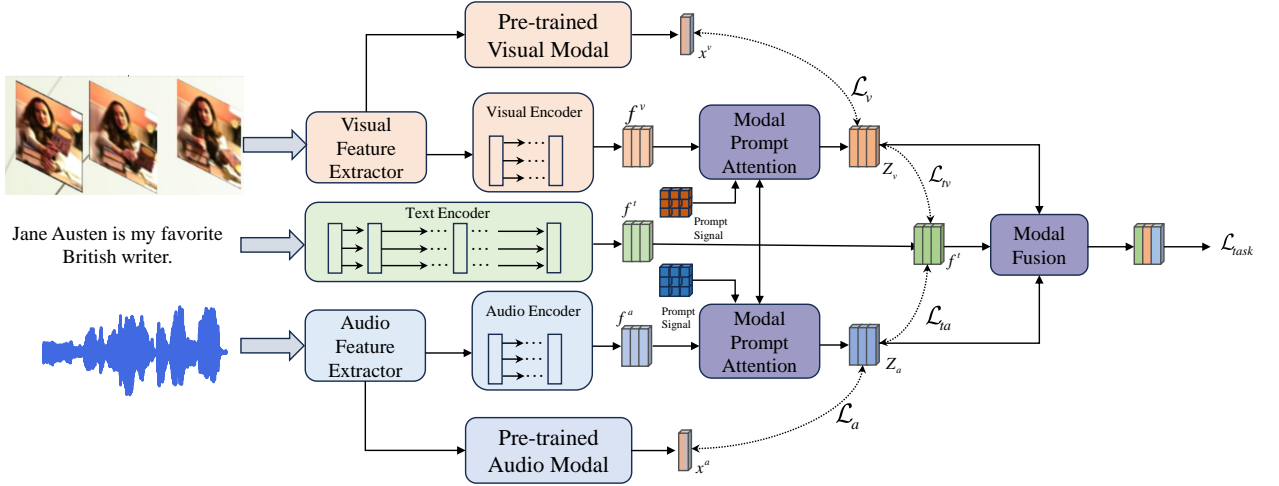 Pre-trained
Visual Modal
x^v
ℒ_v
Visual
Feature
Extractor
Visual Encoder
f^v
Modal
Prompt
Attention
Z_v
ℒ_tv
Prompt
Signal
Jane Austen is my favorite
British writer.
Text Encoder
f^t
f^t
Modal
Fusion
ℒ_task
Prompt
Signal
Audio
Feature
Extractor
Audio Encoder
f^a
Modal
Prompt
Attention
Z_a
ℒ_ta
ℒ_a
Pre-trained
Audio Modal
x^a